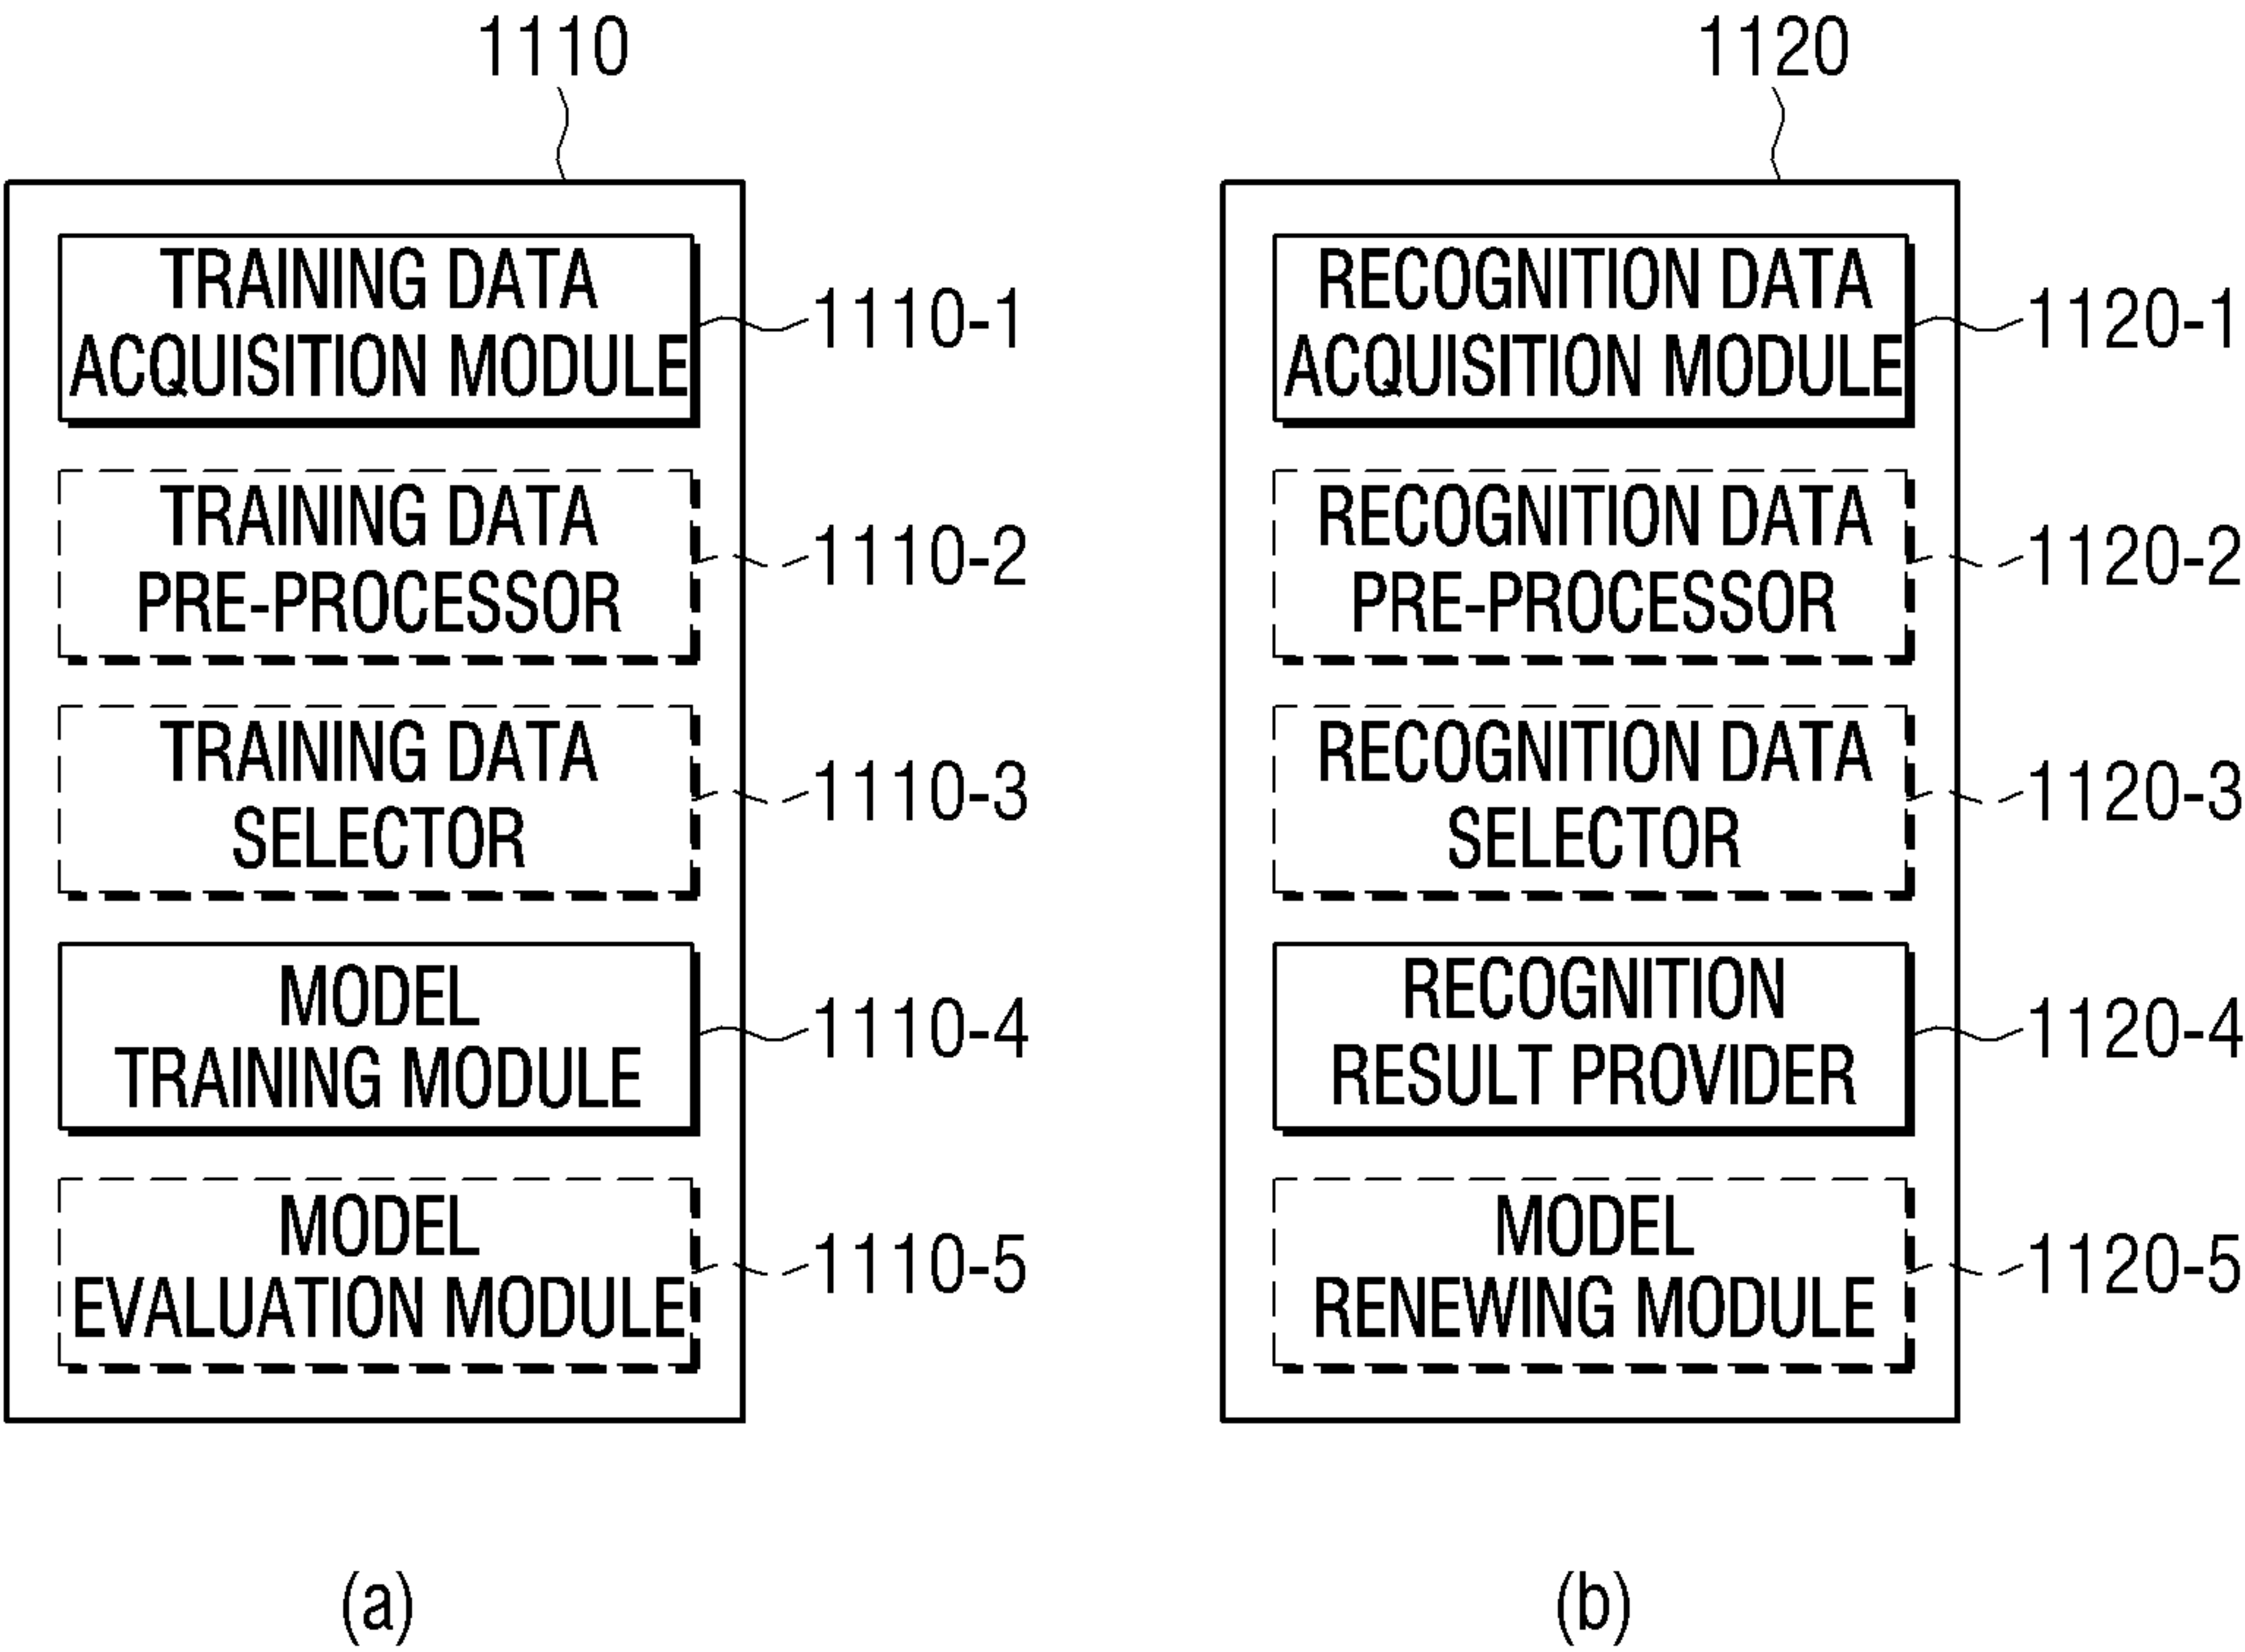 1110
TRAINING DATA
ACQUISITION MODULE
1110-1
TRAINING DATA
PRE-PROCESSOR
1110-2
TRAINING DATA
SELECTOR
1110-3
MODEL
TRAINING MODULE
1110-4
MODEL
EVALUATION MODULE
1110-5
(a)
1120
RECOGNITION DATA
ACQUISITION MODULE
1120-1
RECOGNITION DATA
PRE-PROCESSOR
1120-2
RECOGNITION DATA
SELECTOR
1120-3
RECOGNITION
RESULT PROVIDER
1120-4
MODEL
RENEWING MODULE
1120-5
(b)